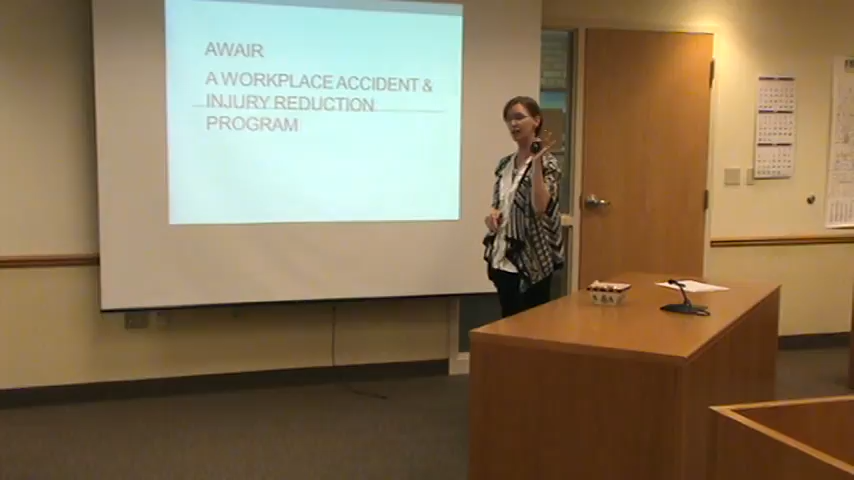 AWAIR
A WORKPLACE ACCIDENT &
INJURY REDUCTION
PROGRAM